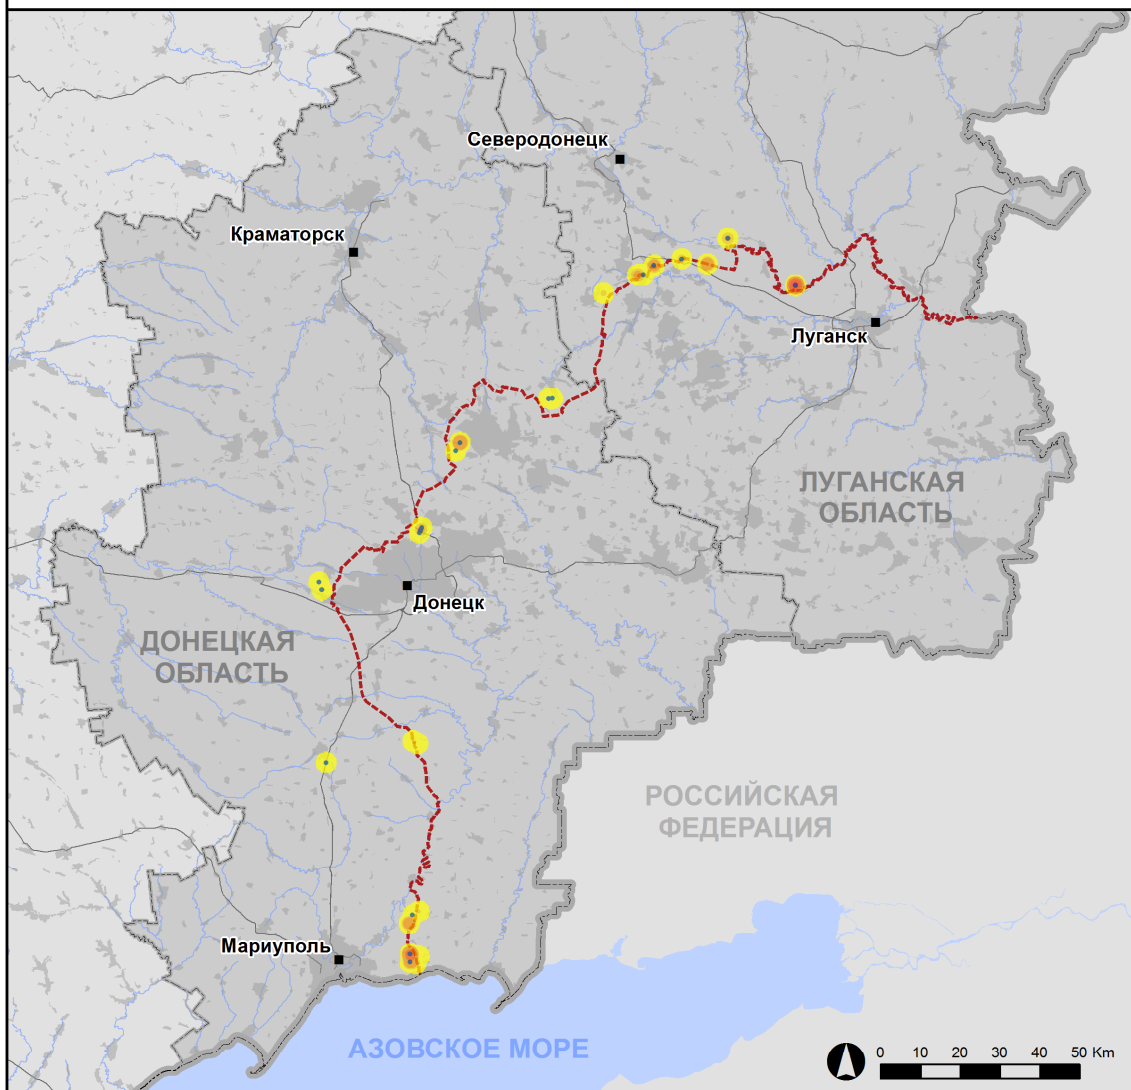 Северодонецк
Краматорск
Луганск
ЛУГАНСКАЯ
ОБЛАСТЬ
Донецк
ДОНЕЦКАЯ
ОБЛАСТЬ
РОССИЙСКАЯ
ФЕДЕРАЦИЯ
Мариуполь
АЗОВСКОЕ МОРЕ
0 10 20 30 40 50 Km